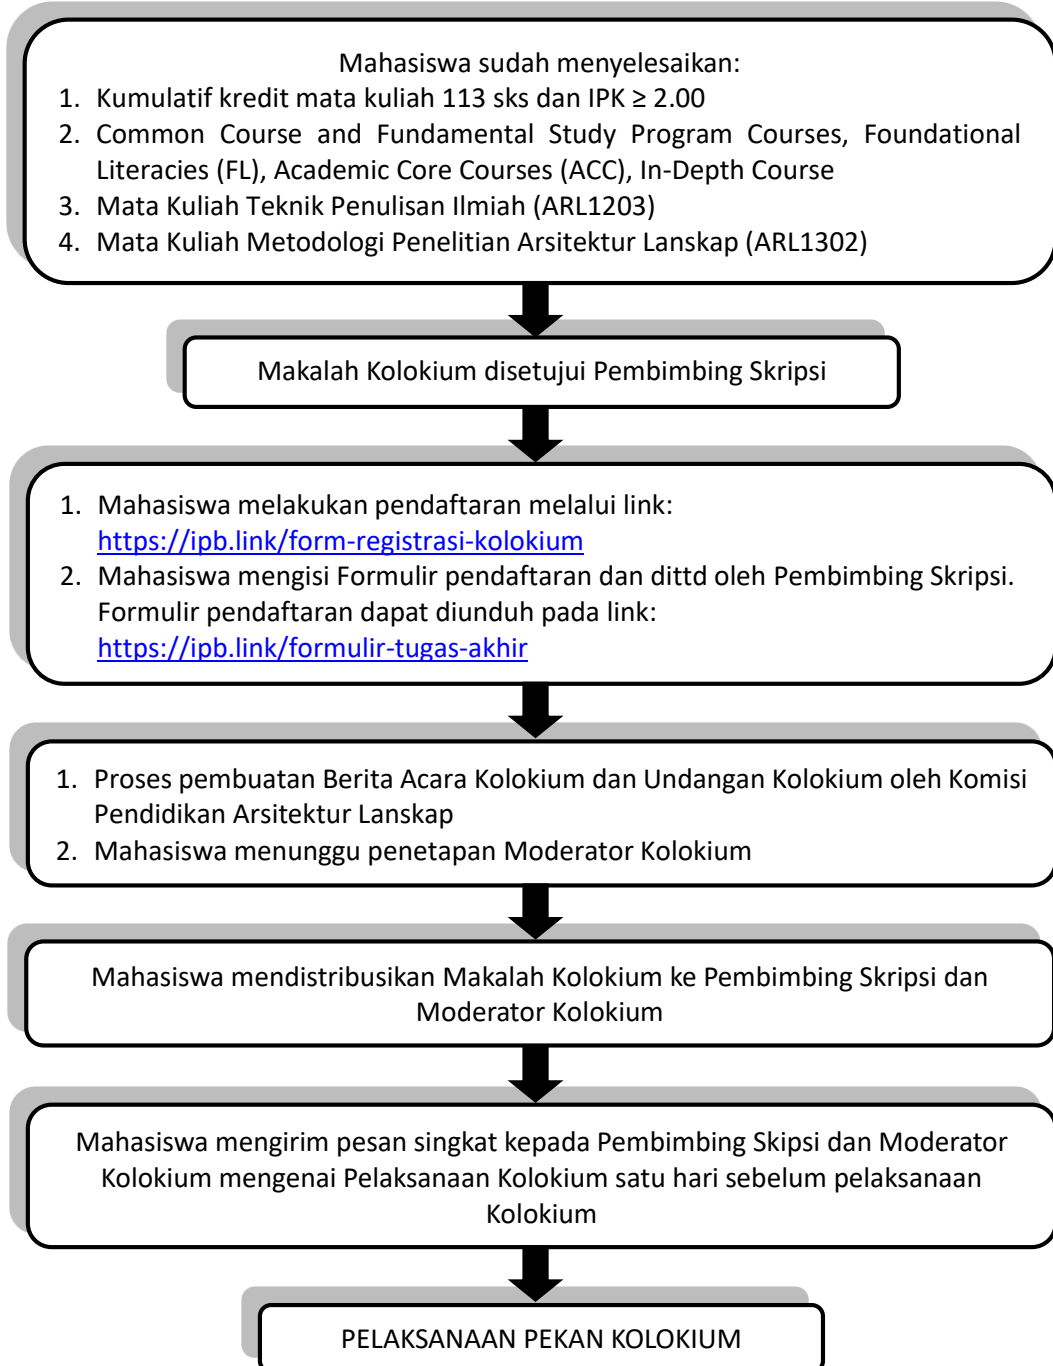 Mahasiswa sudah menyelesaikan:
1. Kumulatif kredit mata kuliah 113 sks dan IPK ≥ 2.00
2. Common Course and Fundamental Study Program Courses, Foundational
Literacies (FL), Academic Core Courses (ACC), In-Depth Course
3. Mata Kuliah Teknik Penulisan Ilmiah (ARL1203)
4. Mata Kuliah Metodologi Penelitian Arsitektur Lanskap (ARL1302)
Makalah Kolokium disetujui Pembimbing Skripsi
1. Mahasiswa melakukan pendaftaran melalui link:
https://ipb.link/form-registrasi-kolokium
2. Mahasiswa mengisi Formulir pendaftaran dan dittd oleh Pembimbing Skripsi.
Formulir pendaftaran dapat diunduh pada link:
https://ipb.link/formulir-tugas-akhir
1. Proses pembuatan Berita Acara Kolokium dan Undangan Kolokium oleh Komisi
Pendidikan Arsitektur Lanskap
2. Mahasiswa menunggu penetapan Moderator Kolokium
Mahasiswa mendistribusikan Makalah Kolokium ke Pembimbing Skripsi dan
Moderator Kolokium
Mahasiswa mengirim pesan singkat kepada Pembimbing Skipsi dan Moderator
Kolokium mengenai Pelaksanaan Kolokium satu hari sebelum pelaksanaan
Kolokium
PELAKSANAAN PEKAN KOLOKIUM